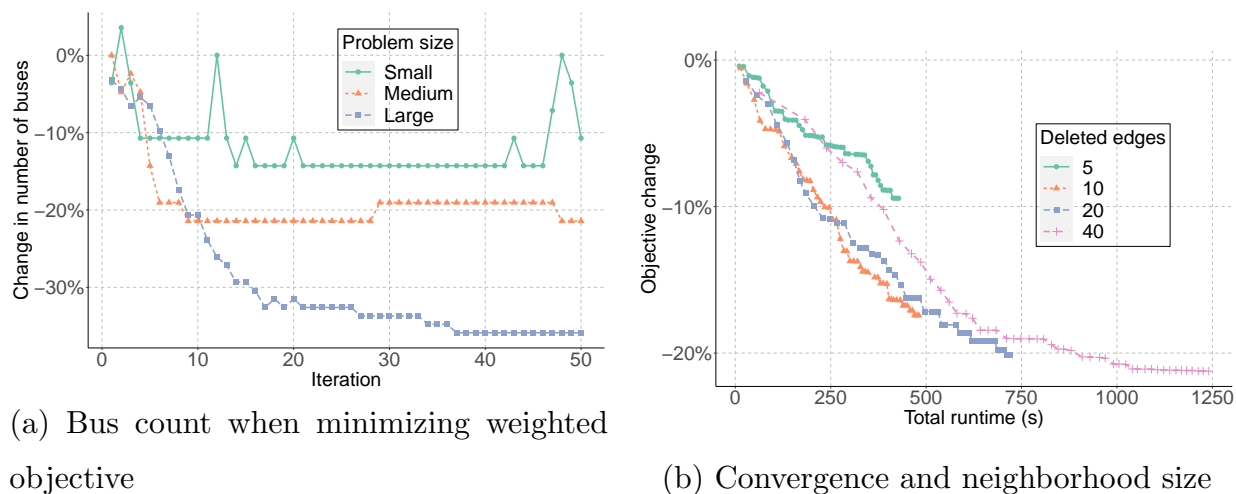 Problem size
Small
Medium
Large
0%
−10%
−20%
−30%
Change in number of buses
0
10
20
30
40
50
Iteration
(a) Bus count when minimizing weighted
objective
Deleted edges
5
10
20
40
0%
−10%
−20%
Objective change
0
250
500
750
1000
1250
Total runtime (s)
(b) Convergence and neighborhood size